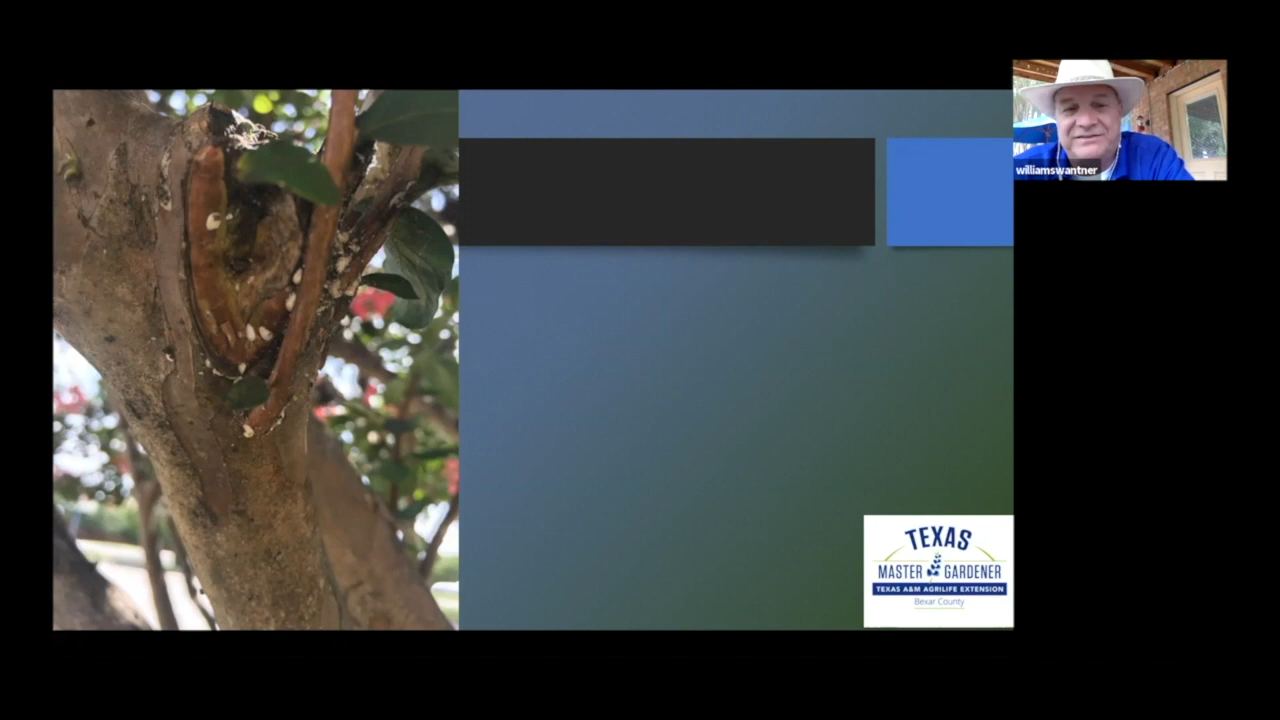 williamswantner
TEXAS
MASTER GARDENER
TEXAS A&M AGRILIFE EXTENSION
Bexar County